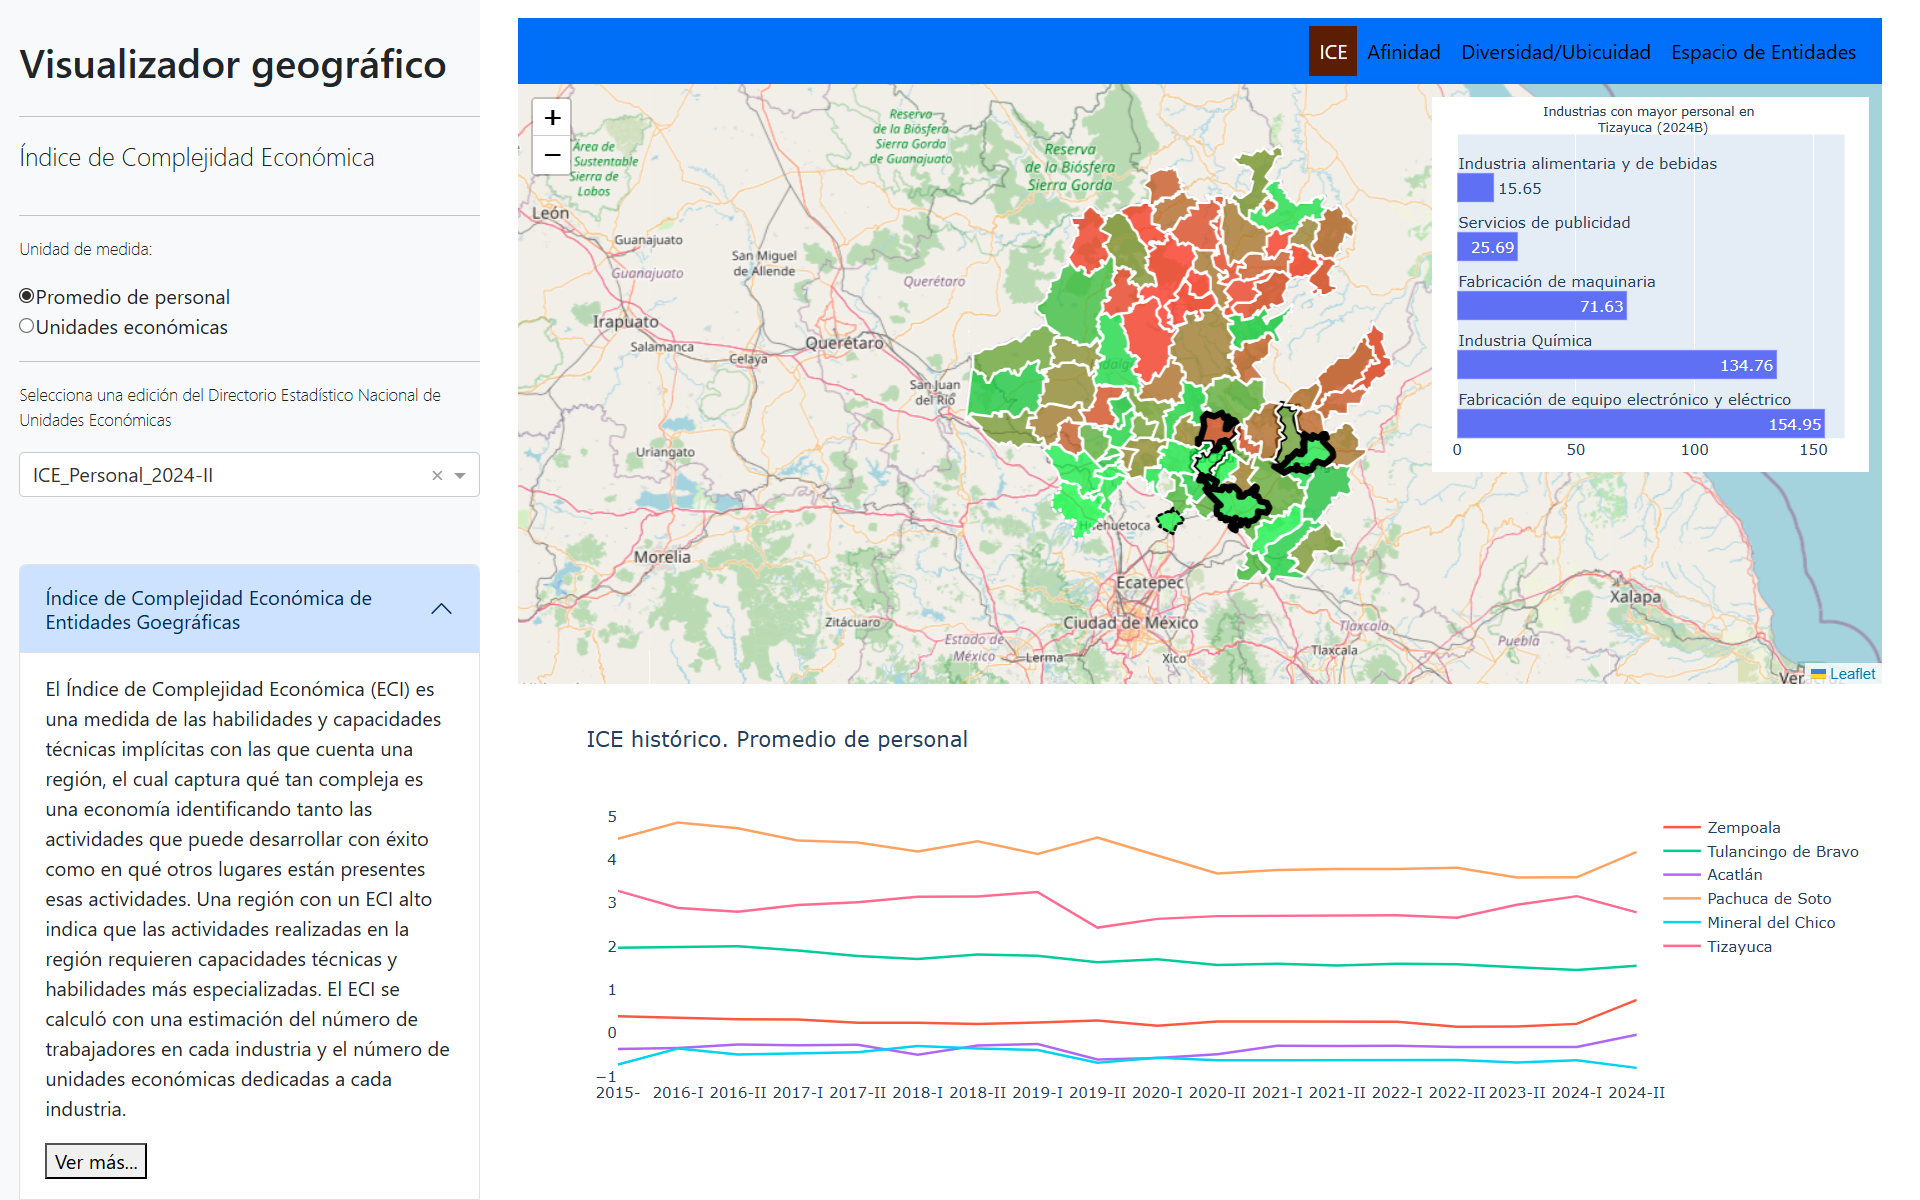 Visualizador geográfico
Índice de Complejidad Económica
Unidad de medida:
Promedio de personal
Unidades económicas
Selecciona una edición del Directorio Estadístico Nacional de
Unidades Económicas
ICE_Personal_2024-II
Índice de Complejidad Económica de
Entidades Goegráficas
El Índice de Complejidad Económica (ECI) es
una medida de las habilidades y capacidades
técnicas implícitas con las que cuenta una
región, el cual captura qué tan compleja es
una economía identificando tanto las
actividades que puede desarrollar con éxito
como en qué otros lugares están presentes
esas actividades. Una región con un ECI alto
indica que las actividades realizadas en la
región requieren capacidades técnicas y
habilidades más especializadas. El ECI se
calculó con una estimación del número de
trabajadores en cada industria y el número de
unidades económicas dedicadas a cada
industria.
Ver más...
ICE Afinidad Diversidad/Ubicuidad Espacio de Entidades
+
−
Área de
Sustentable
Sierra de
Lobos
Reserva
de la Biósfera
Sierra Gorda
de Guanajuato
Reserva
de la Biósfera
Sierra Gorda
León
Guanajuato
Guanajuato
San Miguel
de Allende
Querétaro
Irapuato
Salamanca
Celaya
Querétaro
San Juan
del Río
Uriangato
Morelia
Huehuetoca
Ecatepec
Zitácuaro
Ciudad de México
Estado de
México
Lerma
Xico
Tlaxcala
Tlaxcala
Puebla
Xalapa
Leaflet
Industrias con mayor personal en
Tizayuca (2024B)
Industria alimentaria y de bebidas
15.65
Servicios de publicidad
25.69
Fabricación de maquinaria
71.63
Industria Química
134.76
Fabricación de equipo electrónico y eléctrico
154.95
0 50 100 150
ICE histórico. Promedio de personal
5
4
3
2
1
0
−1
2015- 2016-I 2016-II 2017-I 2017-II 2018-I 2018-II 2019-I 2019-II 2020-I 2020-II 2021-I 2021-II 2022-I 2022-II 2023-II 2024-I 2024-II
Zempoala
Tulancingo de Bravo
Acatlán
Pachuca de Soto
Mineral del Chico
Tizayuca